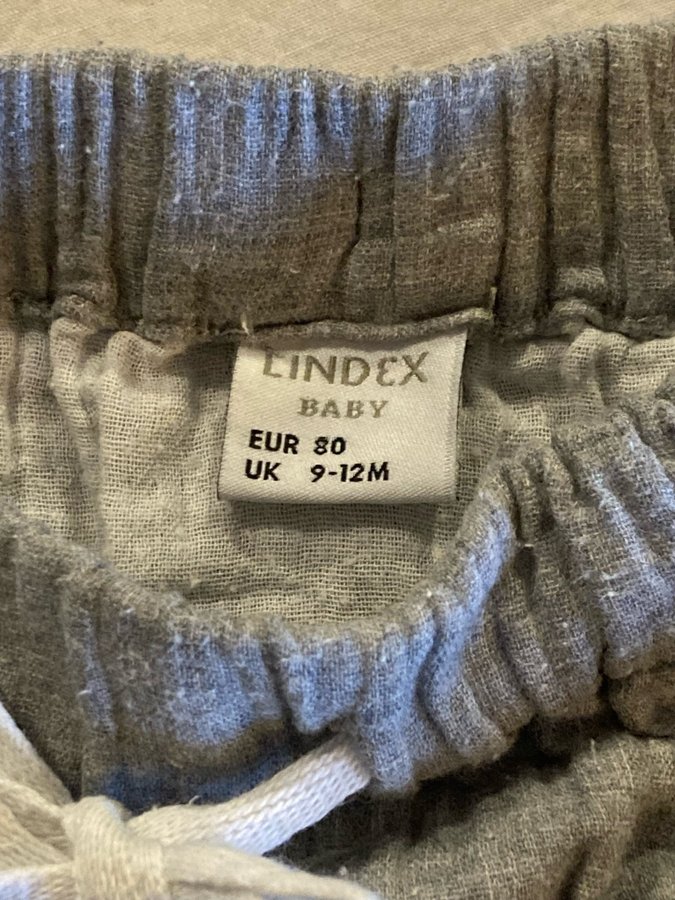 LINDEX
BABY
EUR 80
UK 9-12M